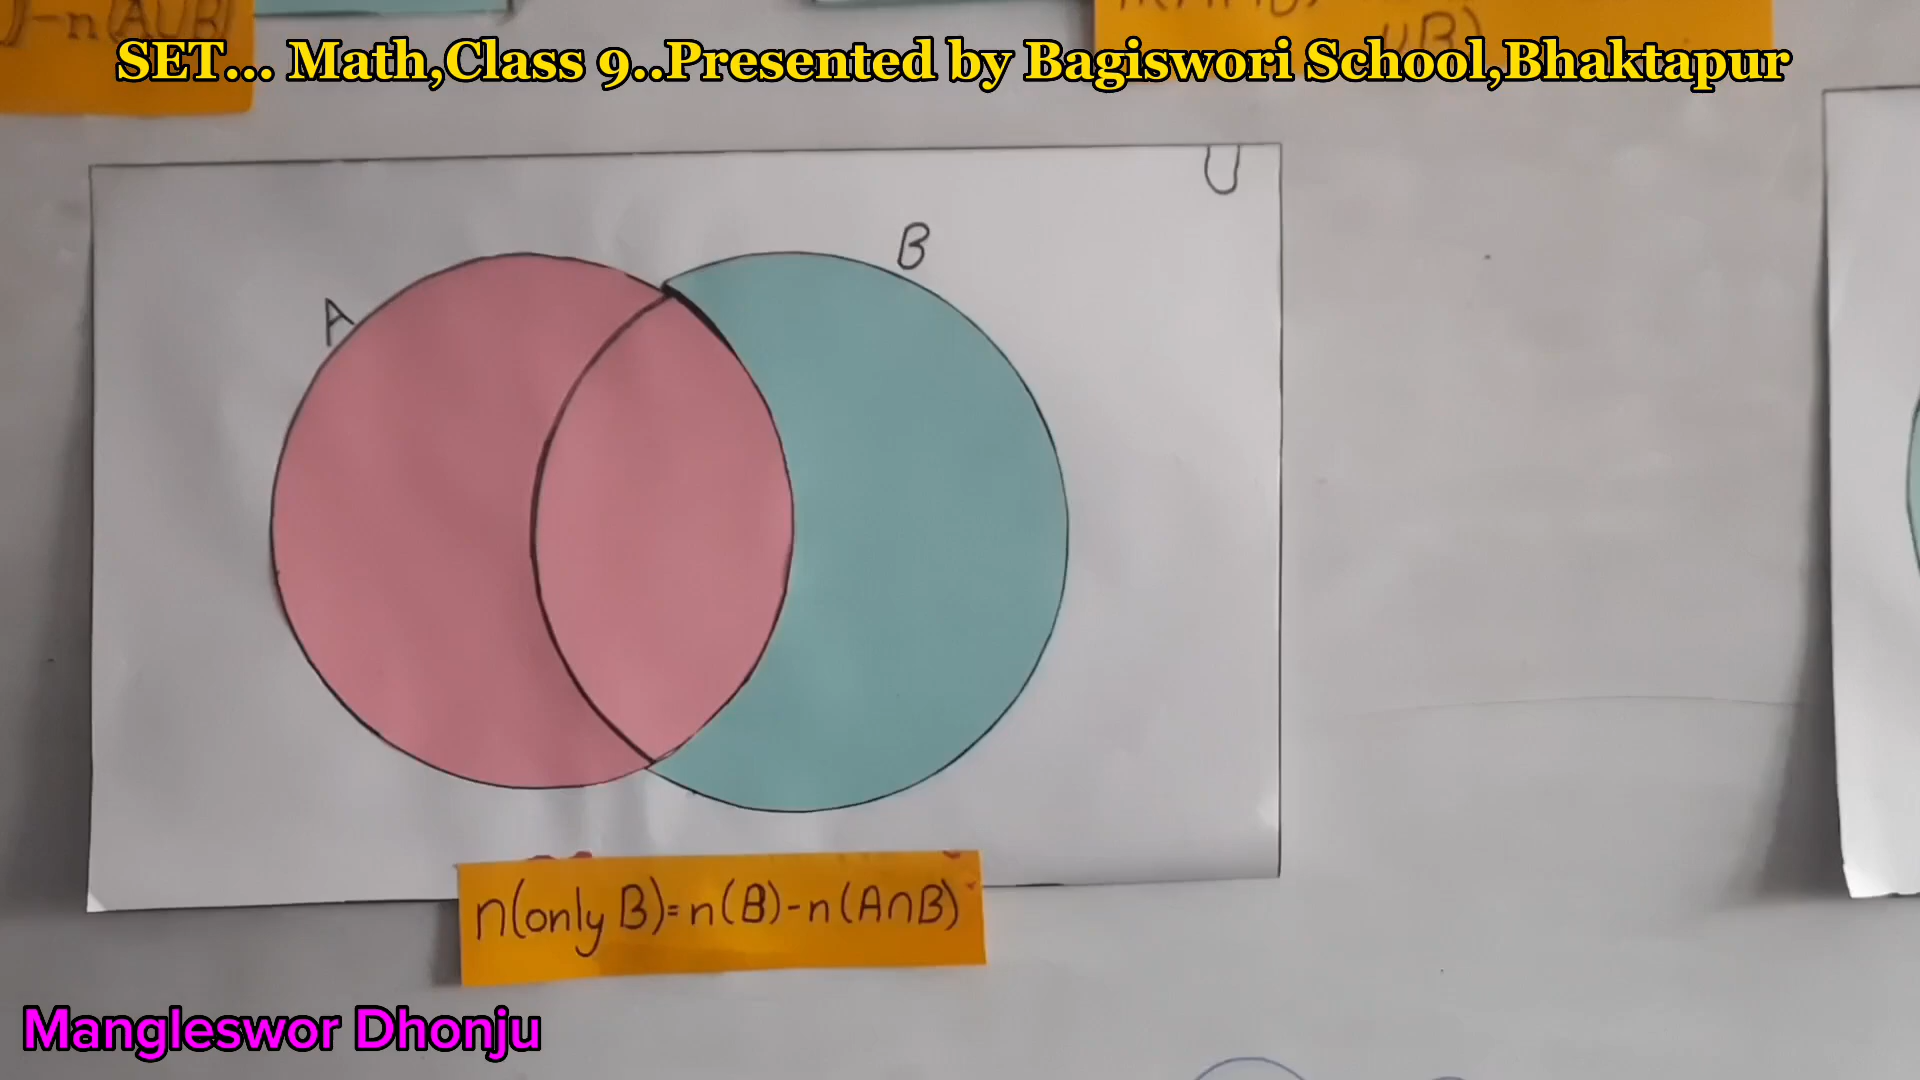 )-n(A∪B)
∪B)
SET... Math,Class 9..Presented by Bagiswori School,Bhaktapur
U
B
A
n(only B)=n(B)-n(A∩B)
Mangleswor Dhonju